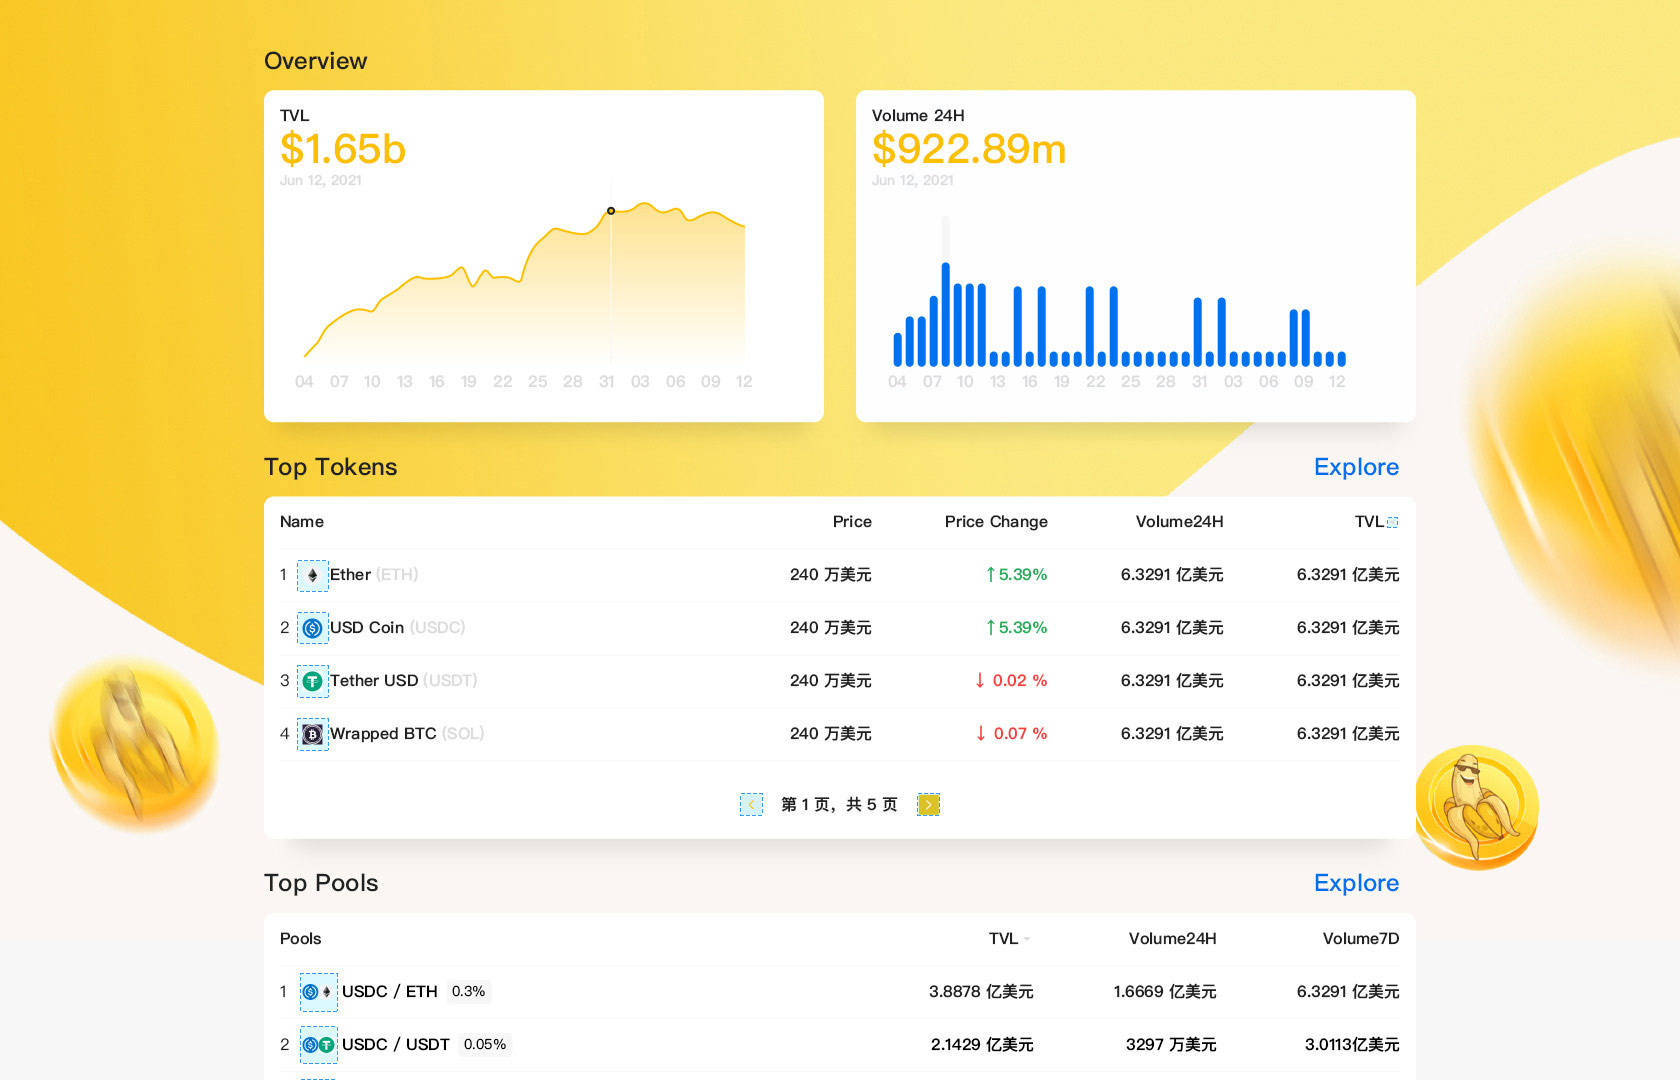 Overview
TVL
$1.65b
Jun 12, 2021
04 07 10 13 16 19 22 25 28 31 03 06 09 12
Volume 24H
$922.89m
Jun 12, 2021
04 07 10 13 16 19 22 25 28 31 03 06 09 12
Top Tokens
Explore
Name Price Price Change Volume24H TVL
1 Ether (ETH) 240 万美元 ↑5.39% 6.3291 亿美元 6.3291 亿美元
2 USD Coin (USDC) 240 万美元 ↑5.39% 6.3291 亿美元 6.3291 亿美元
3 Tether USD (USDT) 240 万美元 ↓ 0.02 % 6.3291 亿美元 6.3291 亿美元
4 Wrapped BTC (SOL) 240 万美元 ↓ 0.07 % 6.3291 亿美元 6.3291 亿美元
第 1 页，共 5 页
Top Pools
Explore
Pools TVL Volume24H Volume7D
1 USDC / ETH 0.3% 3.8878 亿美元 1.6669 亿美元 6.3291 亿美元
2 USDC / USDT 0.05% 2.1429 亿美元 3297 万美元 3.0113亿美元